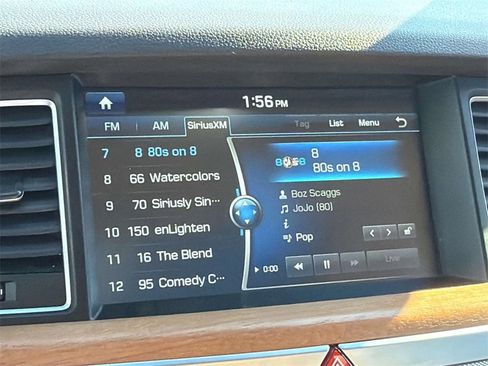 1:56 PM
FM AM SiriusXM Tag List Menu
7 8 80s on 8
8 66 Watercolors
9 70 Siriusly Sin···
10 150 enLighten
11 16 The Blend
12 95 Comedy C···
8
80s on 8
Boz Scaggs
JoJo (80)
i
Pop
0:00 Live